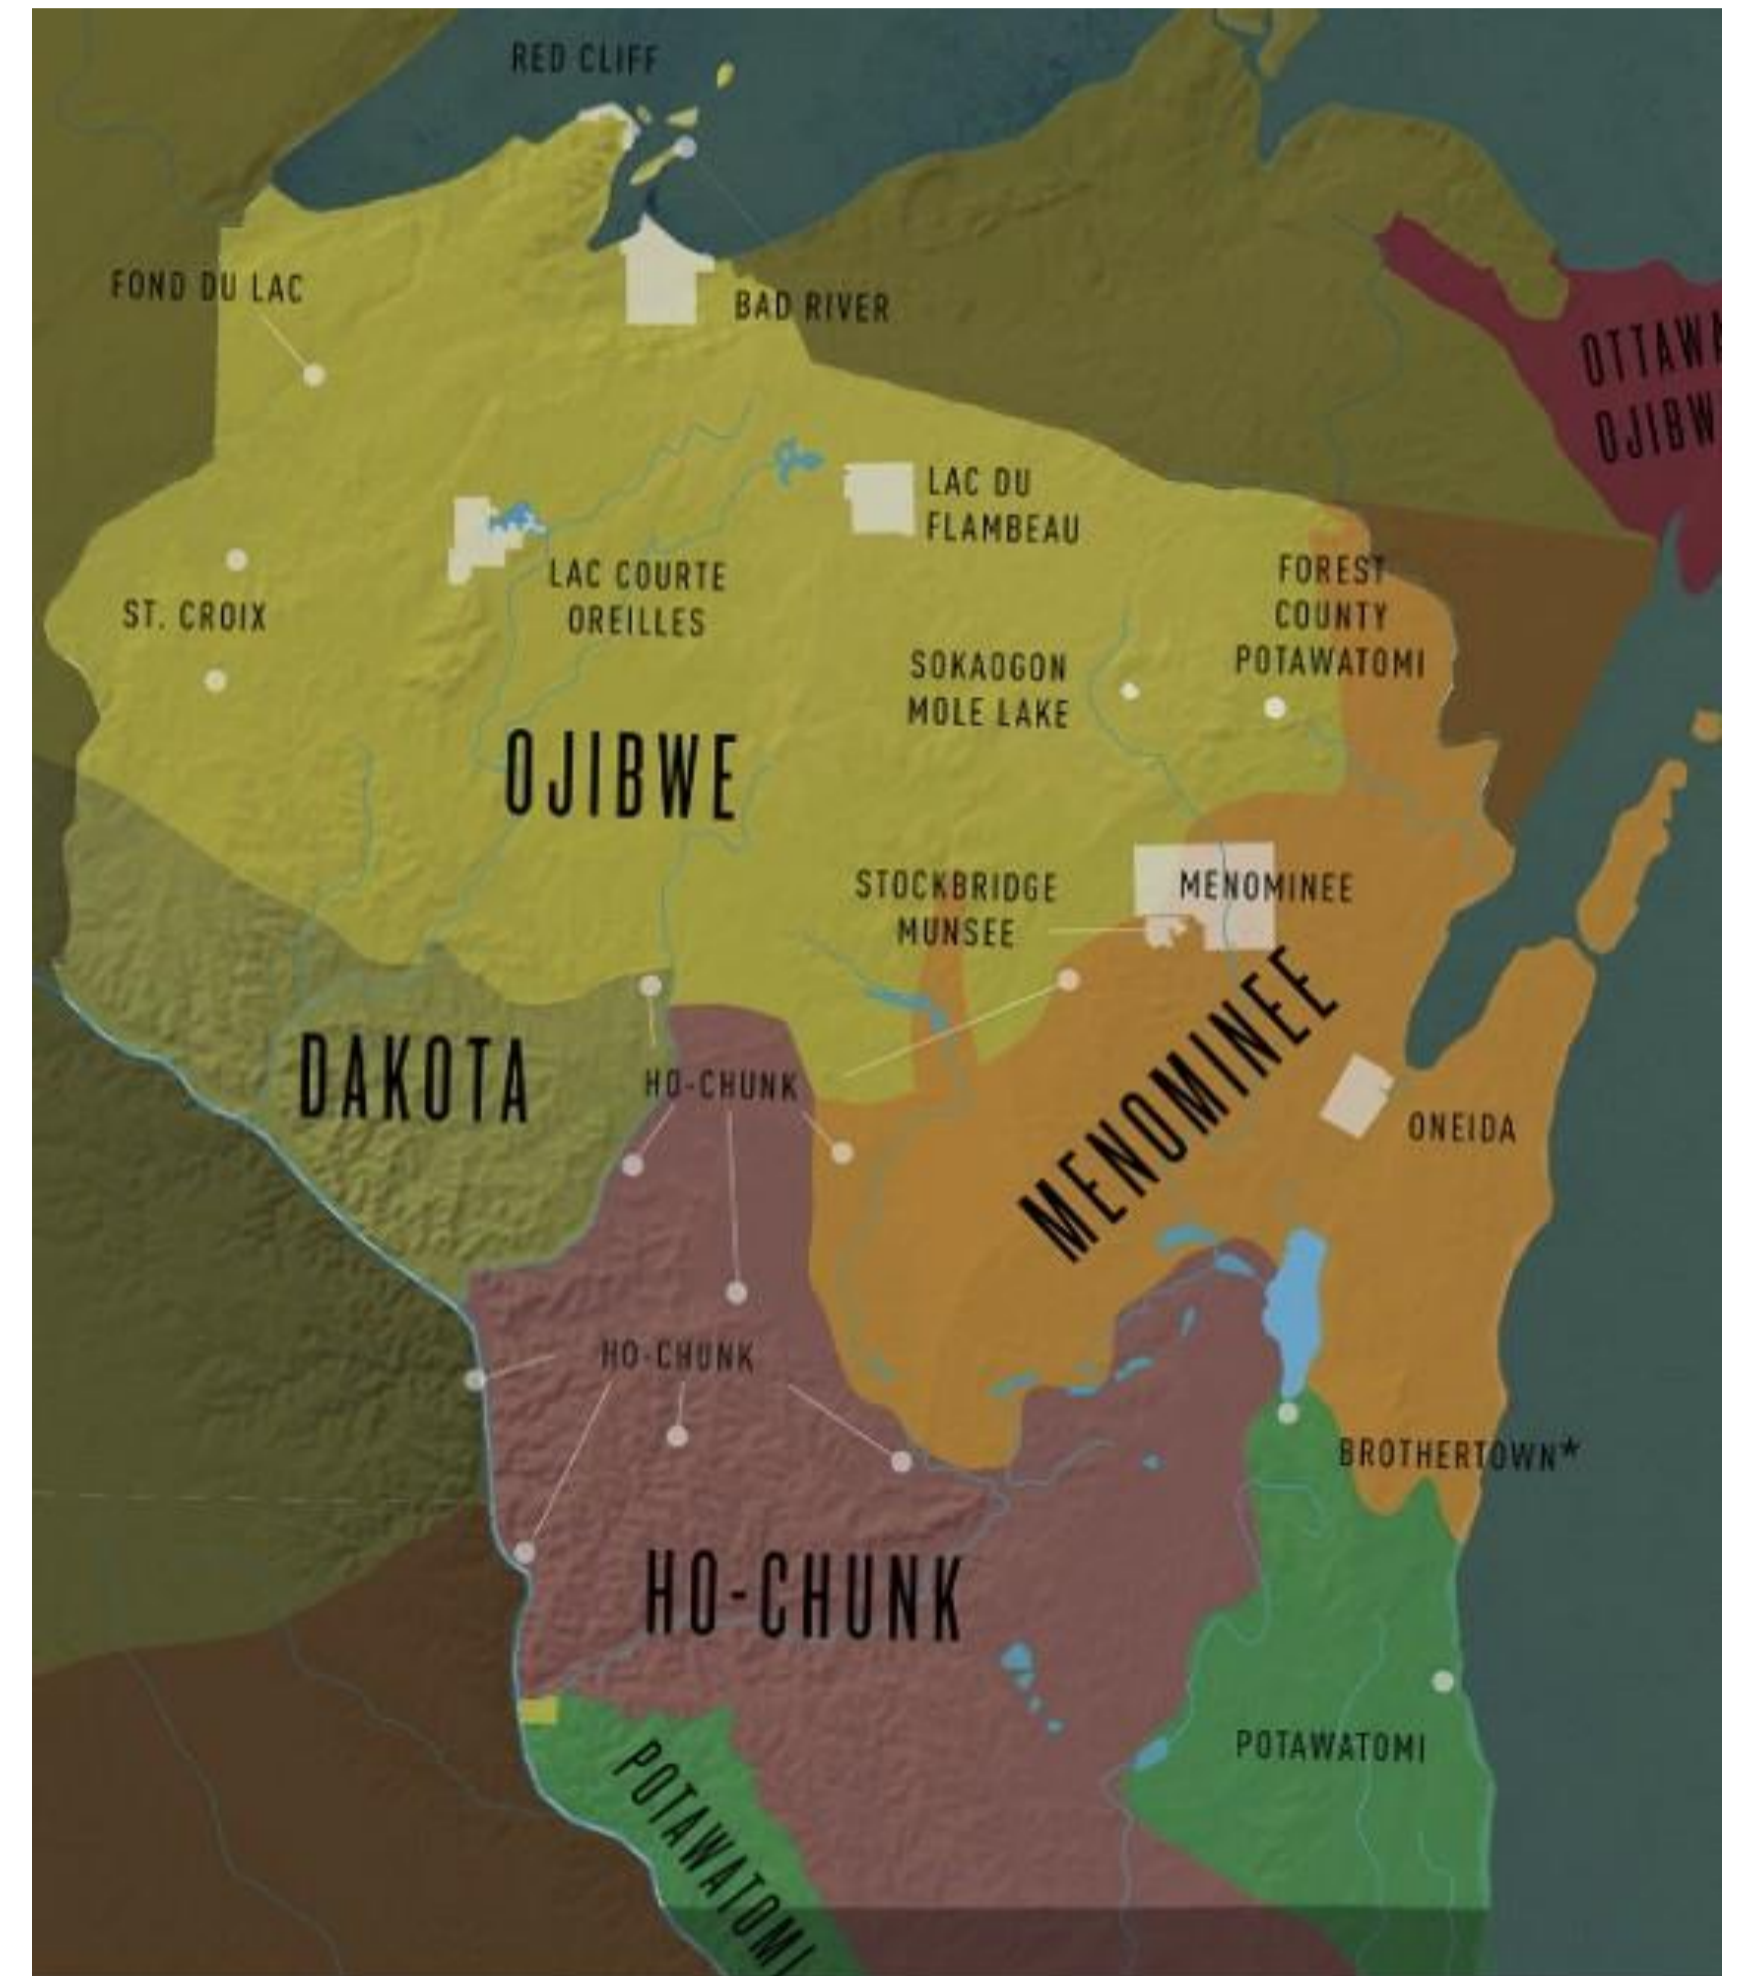 RED CLIFF
FOND DU LAC
BAD RIVER
OTTAWA
OJIBW
LAC DU
FLAMBEAU
LAC COURTE
OREILLES
ST. CROIX
FOREST
COUNTY
POTAWATOMI
SOKAOGON
MOLE LAKE
OJIBWE
STOCKBRIDGE
MUNSEE
MENOMINEE
DAKOTA
HO-CHUNK
MENOMINEE
ONEIDA
HO-CHUNK
BROTHERTOWN*
HO-CHUNK
POTAWATOMI
POTAWATOMI